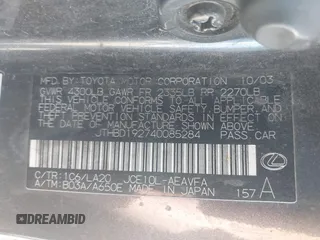 MFD. BY: TOYOTA MOTOR CORPORATION 10/03
GVWR 4300LB GAWR FR 2335LB RR 2270LB
THIS VEHICLE CONFORMS TO ALL APPLICABLE
FEDERAL MOTOR VEHICLE SAFETY, BUMPER, AND
THEFT PREVENTION STANDARDS IN EFFECT ON
THE DATE OF MANUFACTURE SHOWN ABOVE.
JTHBD192740085284 PASS CAR
C/TR: 1C6/LA20 JCE10L-AEAVFA
A/TM: B03A/A650E MADE IN JAPAN 157 A
DID I WIN?